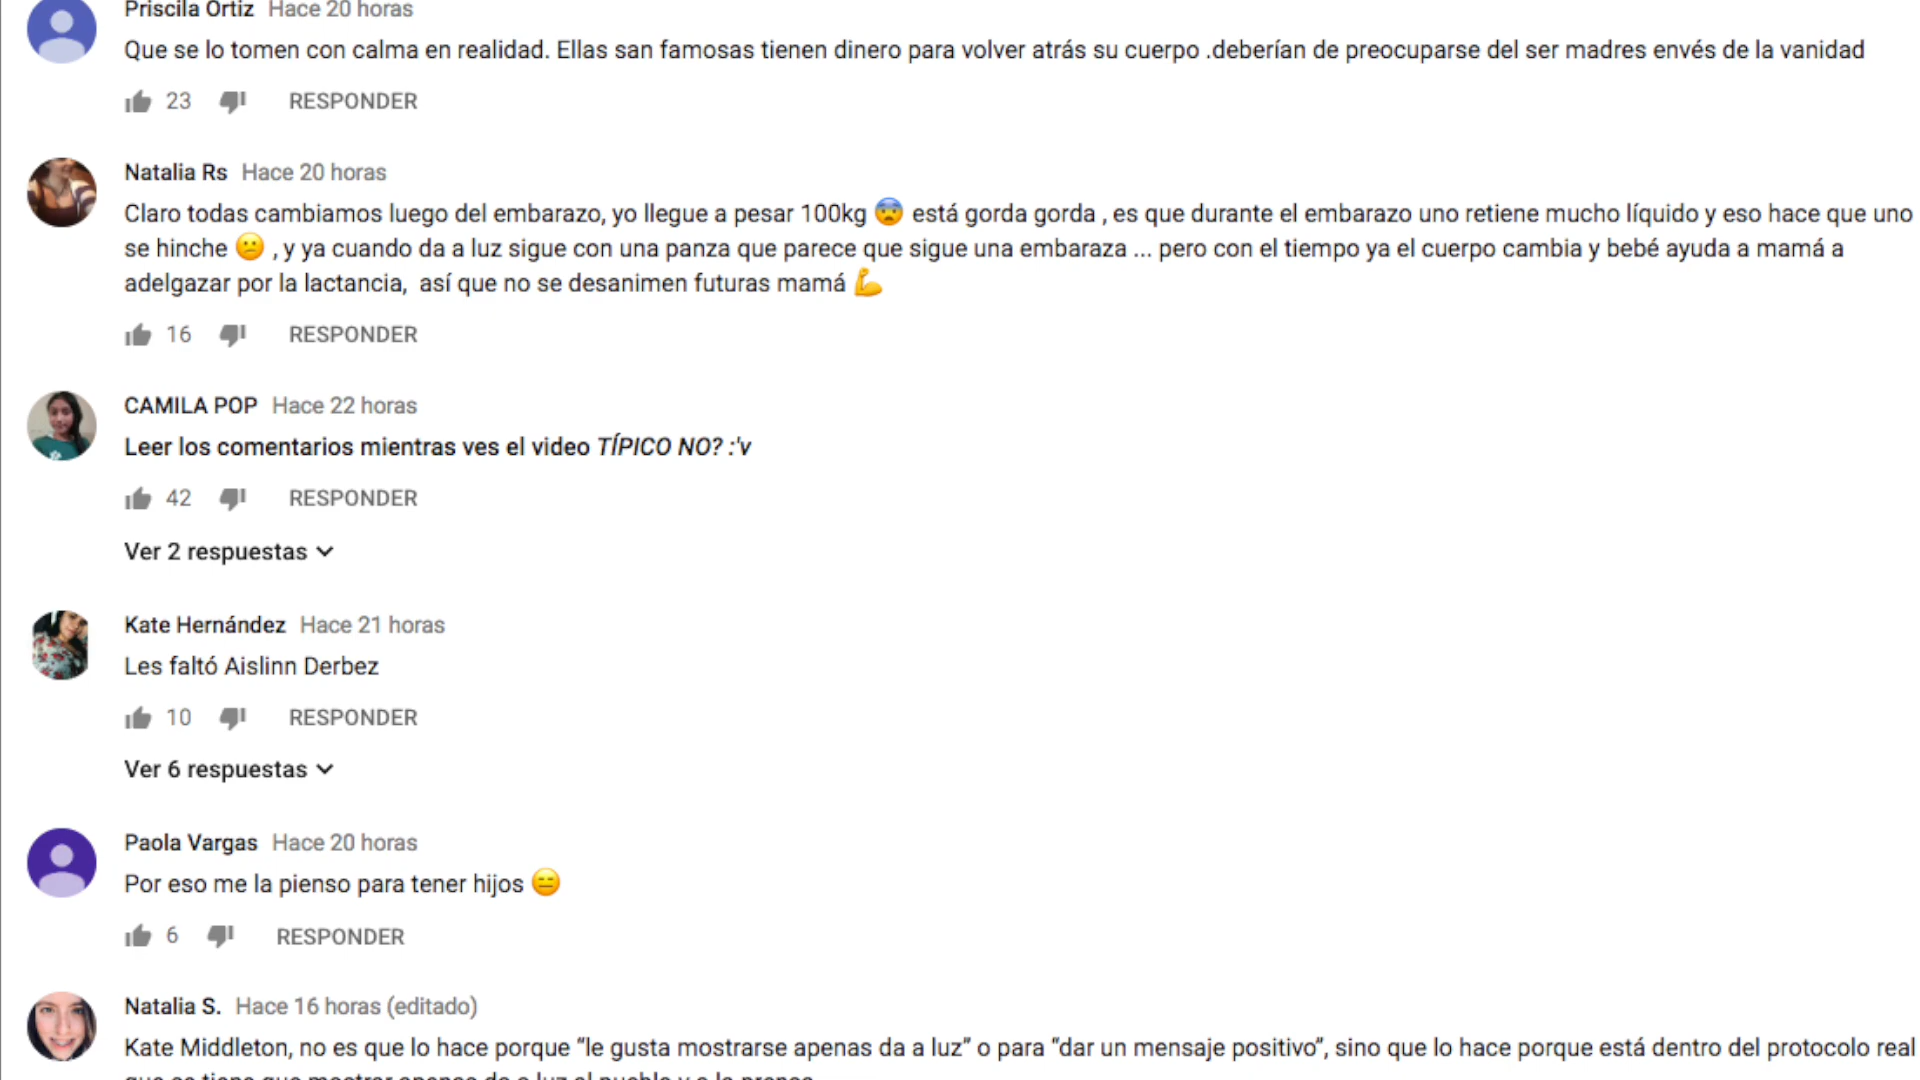 Priscila Ortiz Hace 20 horas
Que se lo tomen con calma en realidad. Ellas san famosas tienen dinero para volver atrás su cuerpo .deberían de preocuparse del ser madres envés de la vanidad
23 RESPONDER
Natalia Rs Hace 20 horas
Claro todas cambiamos luego del embarazo, yo llegue a pesar 100kg 😨 está gorda gorda , es que durante el embarazo uno retiene mucho líquido y eso hace que uno
se hinche 😕 , y ya cuando da a luz sigue con una panza que parece que sigue una embaraza ... pero con el tiempo ya el cuerpo cambia y bebé ayuda a mamá a
adelgazar por la lactancia, así que no se desanimen futuras mamá 💪
16 RESPONDER
CAMILA POP Hace 22 horas
Leer los comentarios mientras ves el video TÍPICO NO? :'v
42 RESPONDER
Ver 2 respuestas
Kate Hernández Hace 21 horas
Les faltó Aislinn Derbez
10 RESPONDER
Ver 6 respuestas
Paola Vargas Hace 20 horas
Por eso me la pienso para tener hijos 😑
6 RESPONDER
Natalia S. Hace 16 horas (editado)
Kate Middleton, no es que lo hace porque “le gusta mostrarse apenas da a luz” o para “dar un mensaje positivo”, sino que lo hace porque está dentro del protocolo real